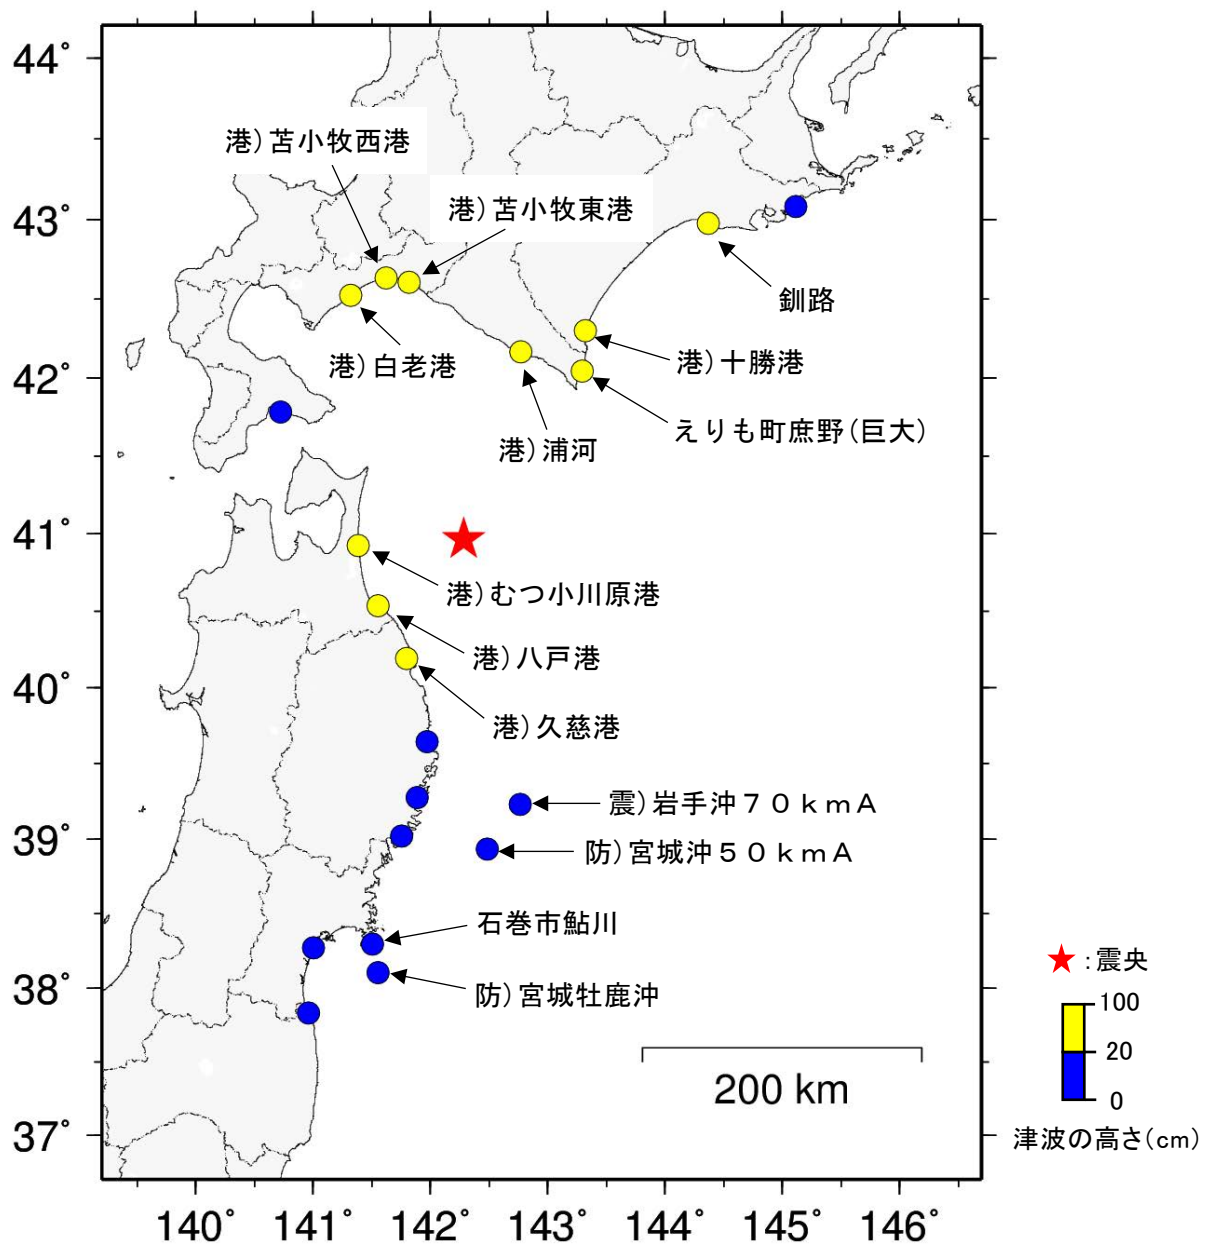 44°
港）苫小牧西港
港）苫小牧東港
43°
釧路
港）白老港
港）十勝港
42°
えりも町庶野(巨大)
港）浦河
41°
港）むつ小川原港
港）八戸港
40°
港）久慈港
震）岩手沖７０ｋｍＡ
39°
防）宮城沖５０ｋｍＡ
石巻市鮎川
38°
防）宮城牡鹿沖
200 km
37°
140° 141° 142° 143° 144° 145° 146°
：震央
100
20
0
津波の高さ(cm)